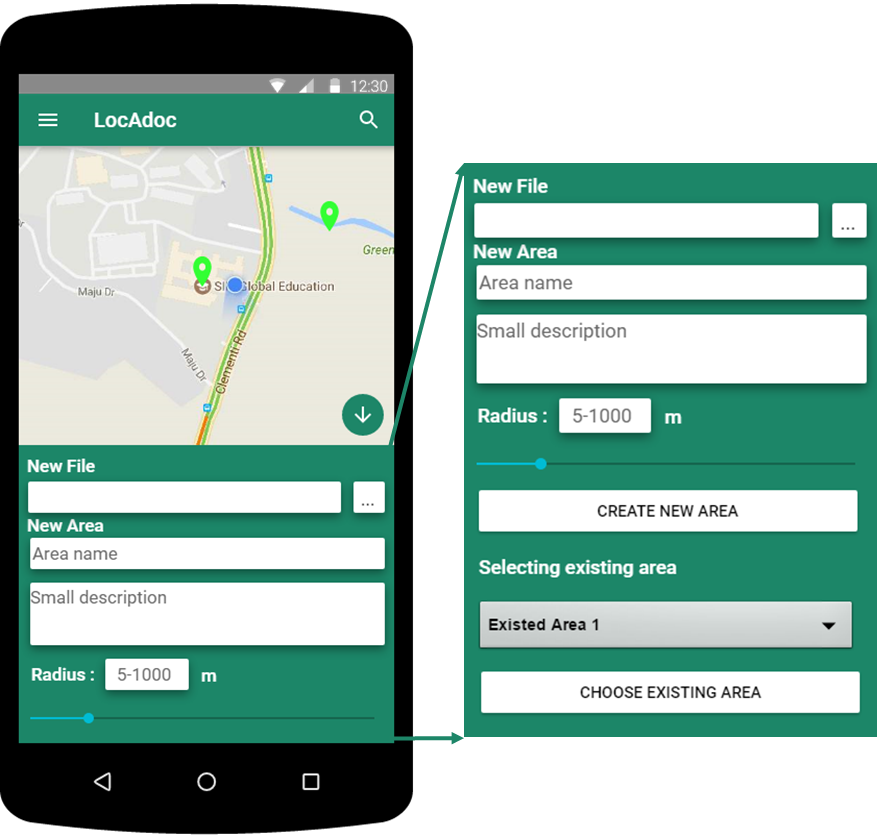 12:30
LocAdoc
Green
SI Global Education
Maju Dr
Maju Dr
Clementi Rd
New File
...
New Area
Area name
Small description
Radius : 5-1000 m
New File
...
New Area
Area name
Small description
Radius : 5-1000 m
CREATE NEW AREA
Selecting existing area
Existed Area 1
CHOOSE EXISTING AREA